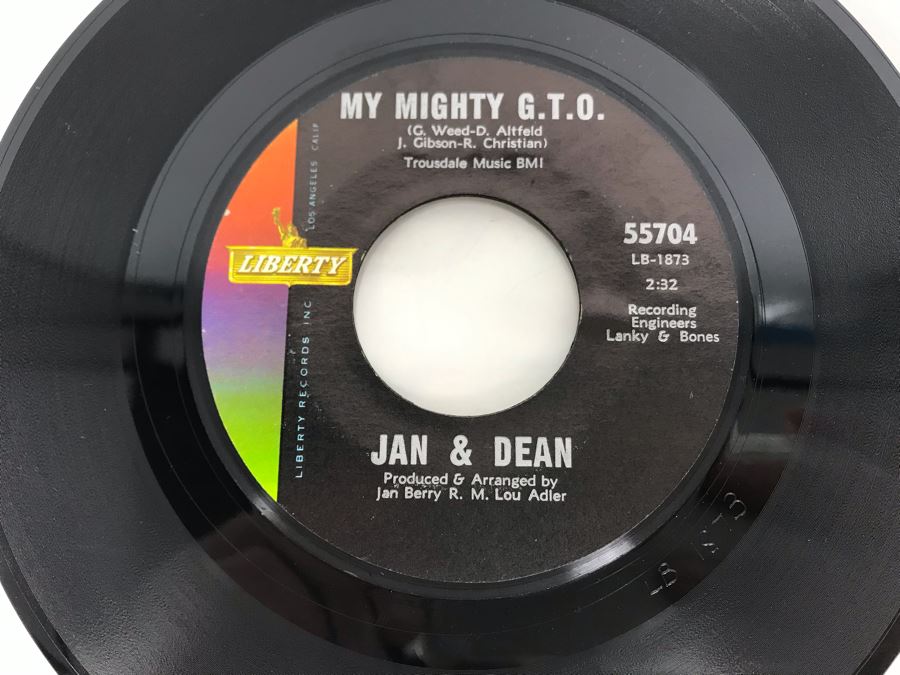 MY MIGHTY G.T.O.
(G. Weed-D. Altfeld
J. Gibson-R. Christian)
Trousdale Music BMI
LIBERTY
LIBERTY RECORDS INC LOS ANGELES CALIF
55704
LB-1873
2:32
Recording
Engineers
Lanky & Bones
JAN & DEAN
Produced & Arranged by
Jan Berry R. M. Lou Adler
LB